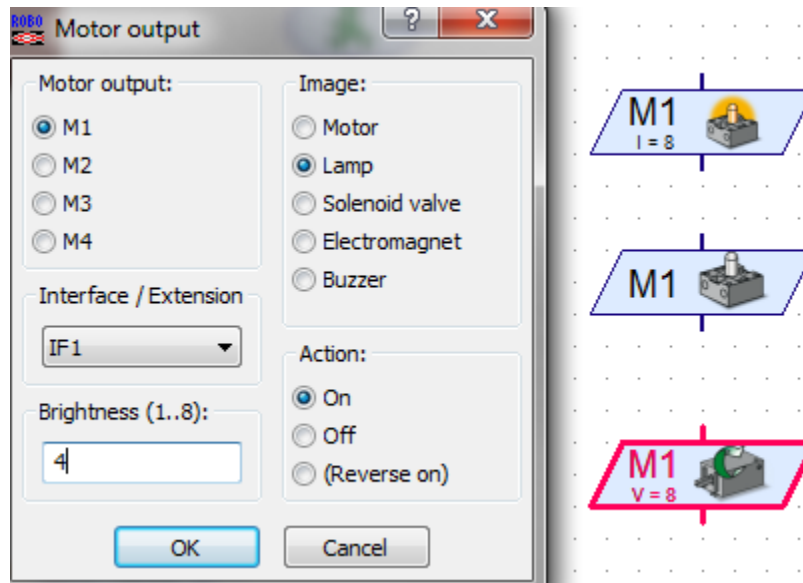 ROBO
Motor output
?
X
Motor output:
M1
M2
M3
M4
Interface / Extension
IF1
Brightness (1..8):
4
Image:
Motor
Lamp
Solenoid valve
Electromagnet
Buzzer
Action:
On
Off
(Reverse on)
OK
Cancel
M1
I = 8
M1
M1
V = 8